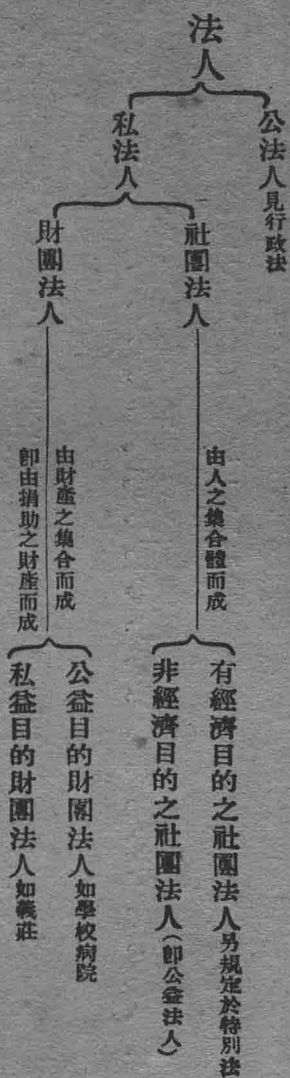 法人
公法人見行政法
私法人
社團法人
由人之集合體而成
有經濟目的之社團法人另規定於特別法
非經濟目的之社團法人(卽公益法人)
財團法人
由財產之集合而成
卽由捐助之財產而成
公益目的財團法人如學校病院
私益目的財團法人如義莊